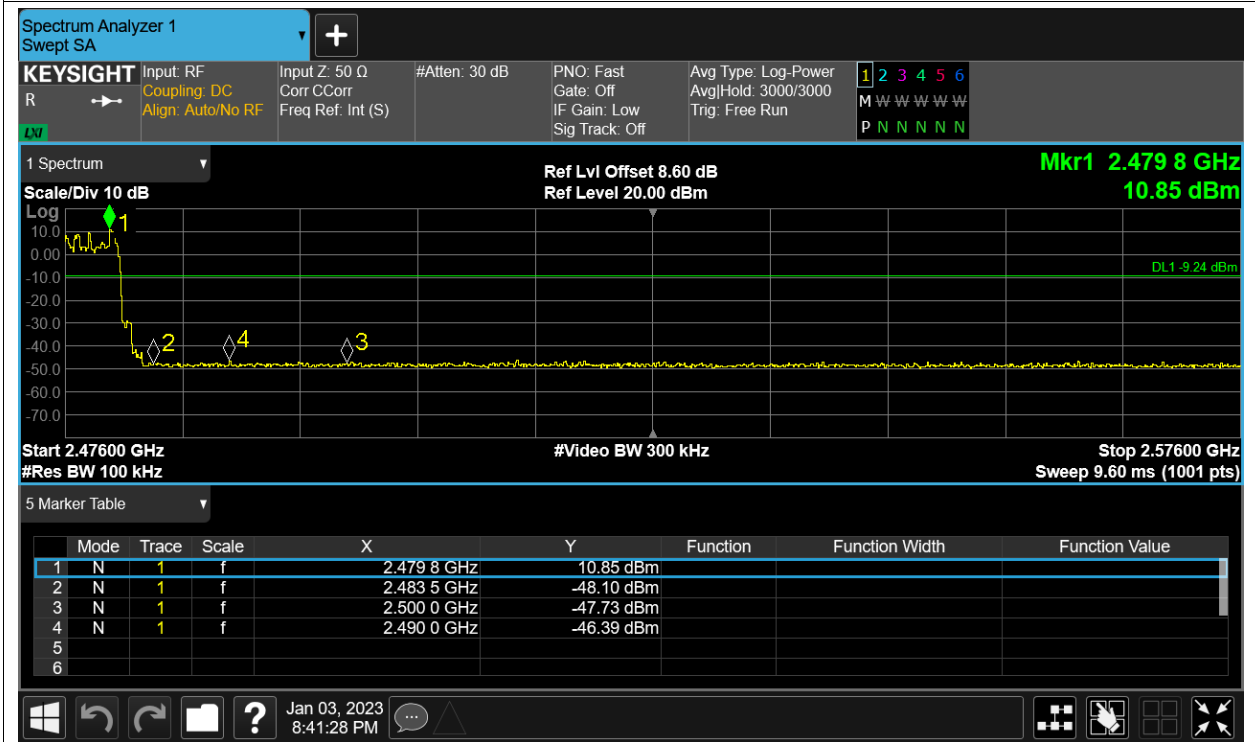 Spectrum Analyzer 1
Swept SA
+
KEYSIGHT Input: RF Input Z: 50 Ω #Atten: 30 dB PNO: Fast Avg Type: Log-Power 1 2 3 4 5 6
R Coupling: DC Corr CCorr Gate: Off Avg|Hold: 3000/3000 M W W W W W
Align: Auto/No RF Freq Ref: Int (S) IF Gain: Low Trig: Free Run
LXI Sig Track: Off P N N N N N
1 Spectrum Ref Lvl Offset 8.60 dB Mkr1 2.479 8 GHz
Scale/Div 10 dB Ref Level 20.00 dBm 10.85 dBm
Log
1
10.0
0.00
DL1 -9.24 dBm
-10.0
-20.0
-30.0
-40.0 2 4 3
-50.0
-60.0
-70.0
Start 2.47600 GHz #Video BW 300 kHz Stop 2.57600 GHz
#Res BW 100 kHz Sweep 9.60 ms (1001 pts)
5 Marker Table
Mode Trace Scale X Y Function Function Width Function Value
1 N 1 f 2.479 8 GHz 10.85 dBm
2 N 1 f 2.483 5 GHz -48.10 dBm
3 N 1 f 2.500 0 GHz -47.73 dBm
4 N 1 f 2.490 0 GHz -46.39 dBm
5
6
? Jan 03, 2023
8:41:28 PM